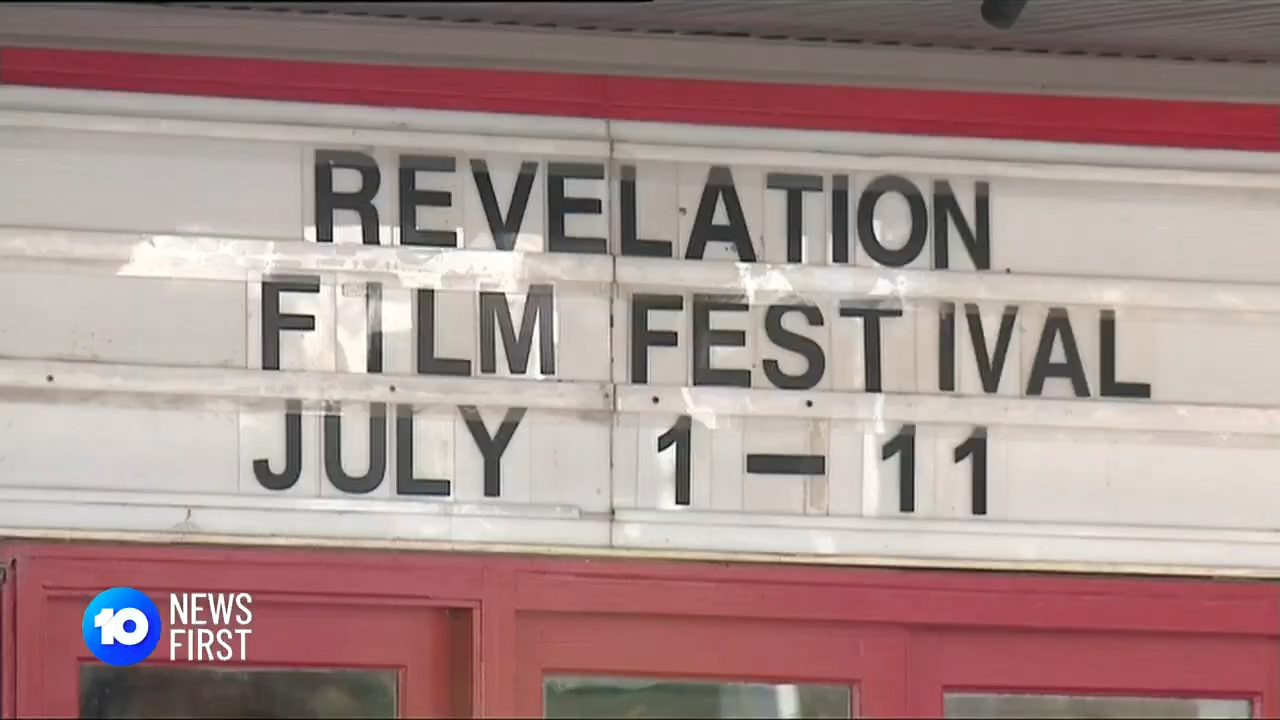 REVELATION
FILM FESTIVAL
JULY 1-11
10 NEWS
FIRST